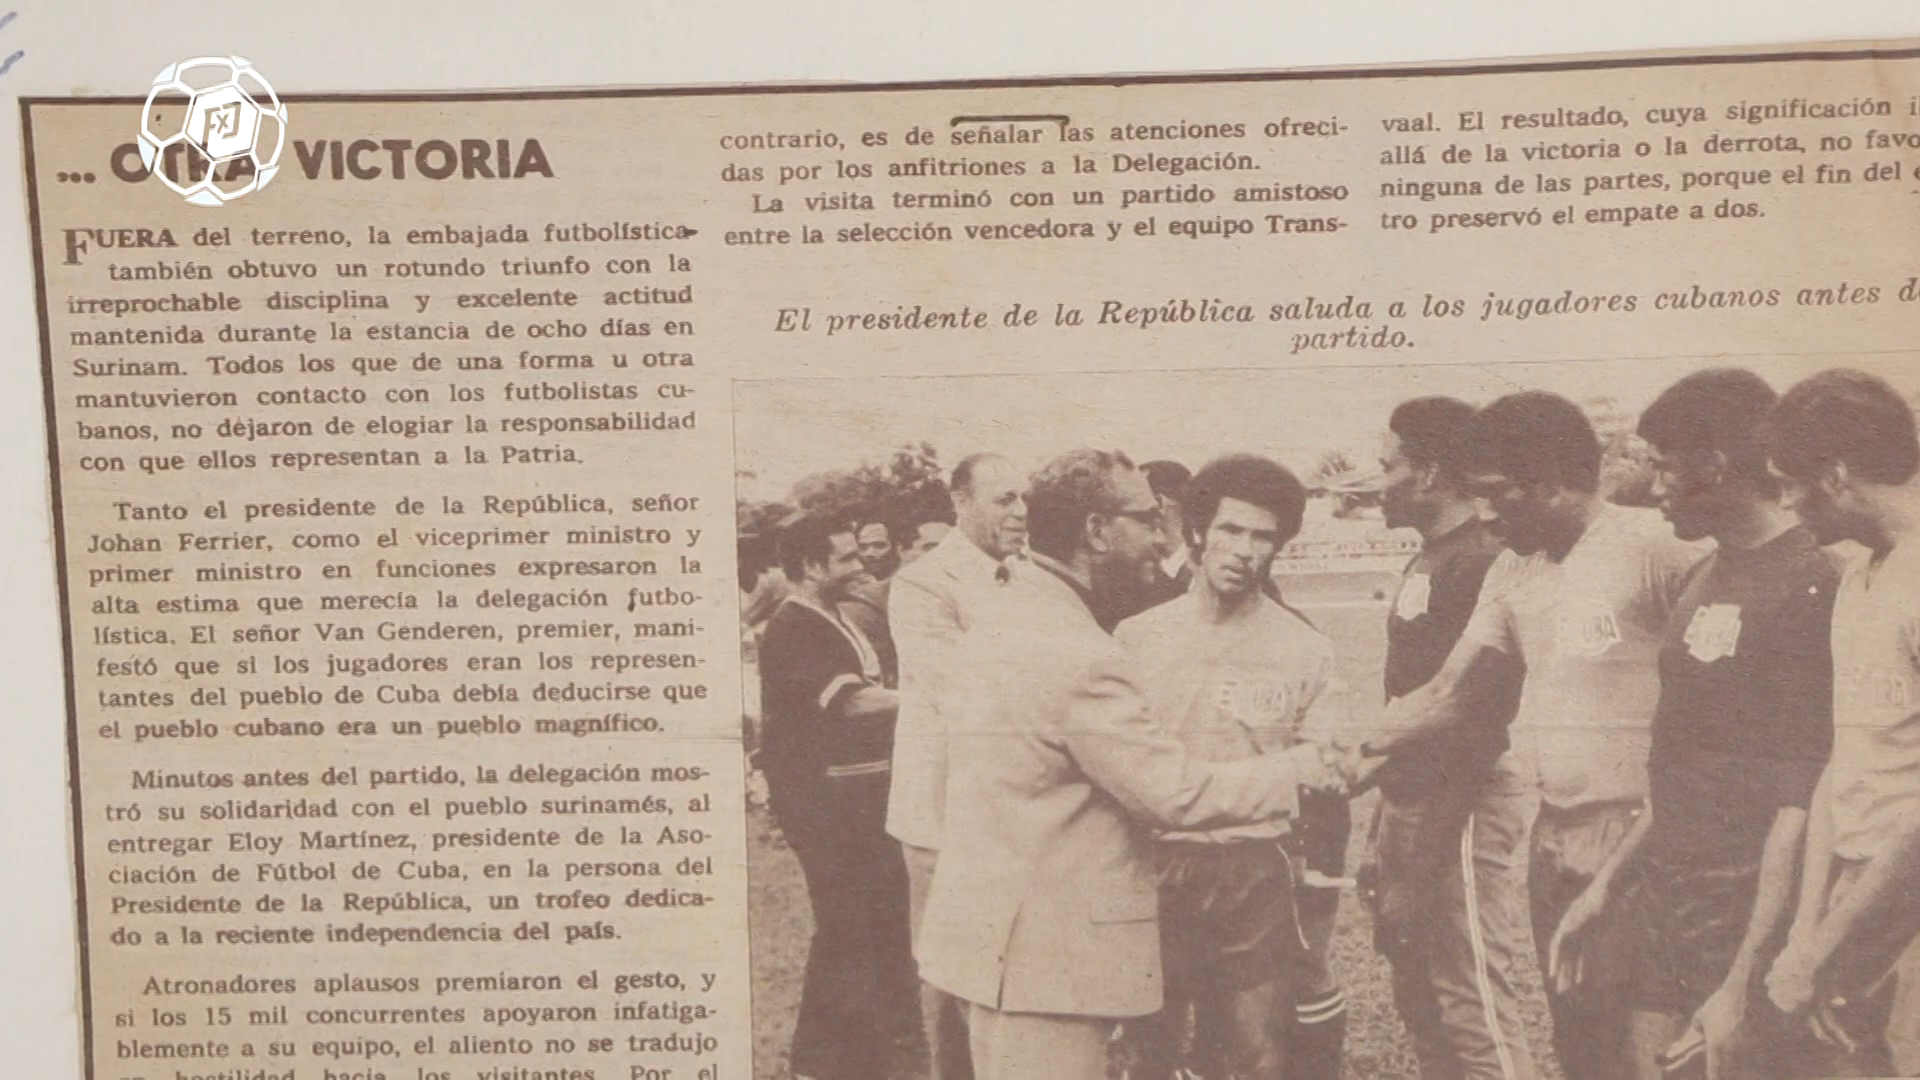 ... OTRA VICTORIA
FUERA del terreno, la embajada futbolística
también obtuvo un rotundo triunfo con la
irreprochable disciplina y excelente actitud
mantenida durante la estancia de ocho días en
Surinam. Todos los que de una forma u otra
mantuvieron contacto con los futbolistas cu-
banos, no dejaron de elogiar la responsabilidad
con que ellos representan a la Patria.
Tanto el presidente de la República, señor
Johan Ferrier, como el viceprimer ministro y
primer ministro en funciones expresaron la
alta estima que merecía la delegación futbo-
lística. El señor Van Genderen, premier, mani-
festó que si los jugadores eran los represen-
tantes del pueblo de Cuba debía deducirse que
el pueblo cubano era un pueblo magnífico.
Minutos antes del partido, la delegación mos-
tró su solidaridad con el pueblo surinamés, al
entregar Eloy Martínez, presidente de la Aso-
ciación de Fútbol de Cuba, en la persona del
Presidente de la República, un trofeo dedica-
do a la reciente independencia del país.
Atronadores aplausos premiaron el gesto, y
si los 15 mil concurrentes apoyaron infatiga-
blemente a su equipo, el aliento no se tradujo
hostilidad hacia los visitantes. Por el
contrario, es de señalar las atenciones ofreci-
das por los anfitriones a la Delegación.
La visita terminó con un partido amistoso
entre la selección vencedora y el equipo Trans-
vaal. El resultado, cuya significación
allá de la victoria o la derrota, no favo
ninguna de las partes, porque el fin del
tro preservó el empate a dos.
El presidente de la República saluda a los jugadores cubanos antes
partido.
FXJ